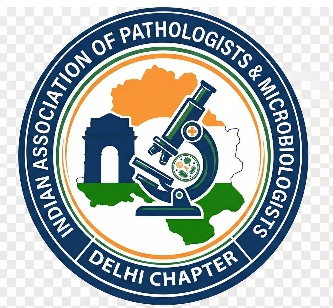 INDIAN ASSOCIATION OF PATHOLOGISTS & MICROBIOLOGISTS
DELHI CHAPTER